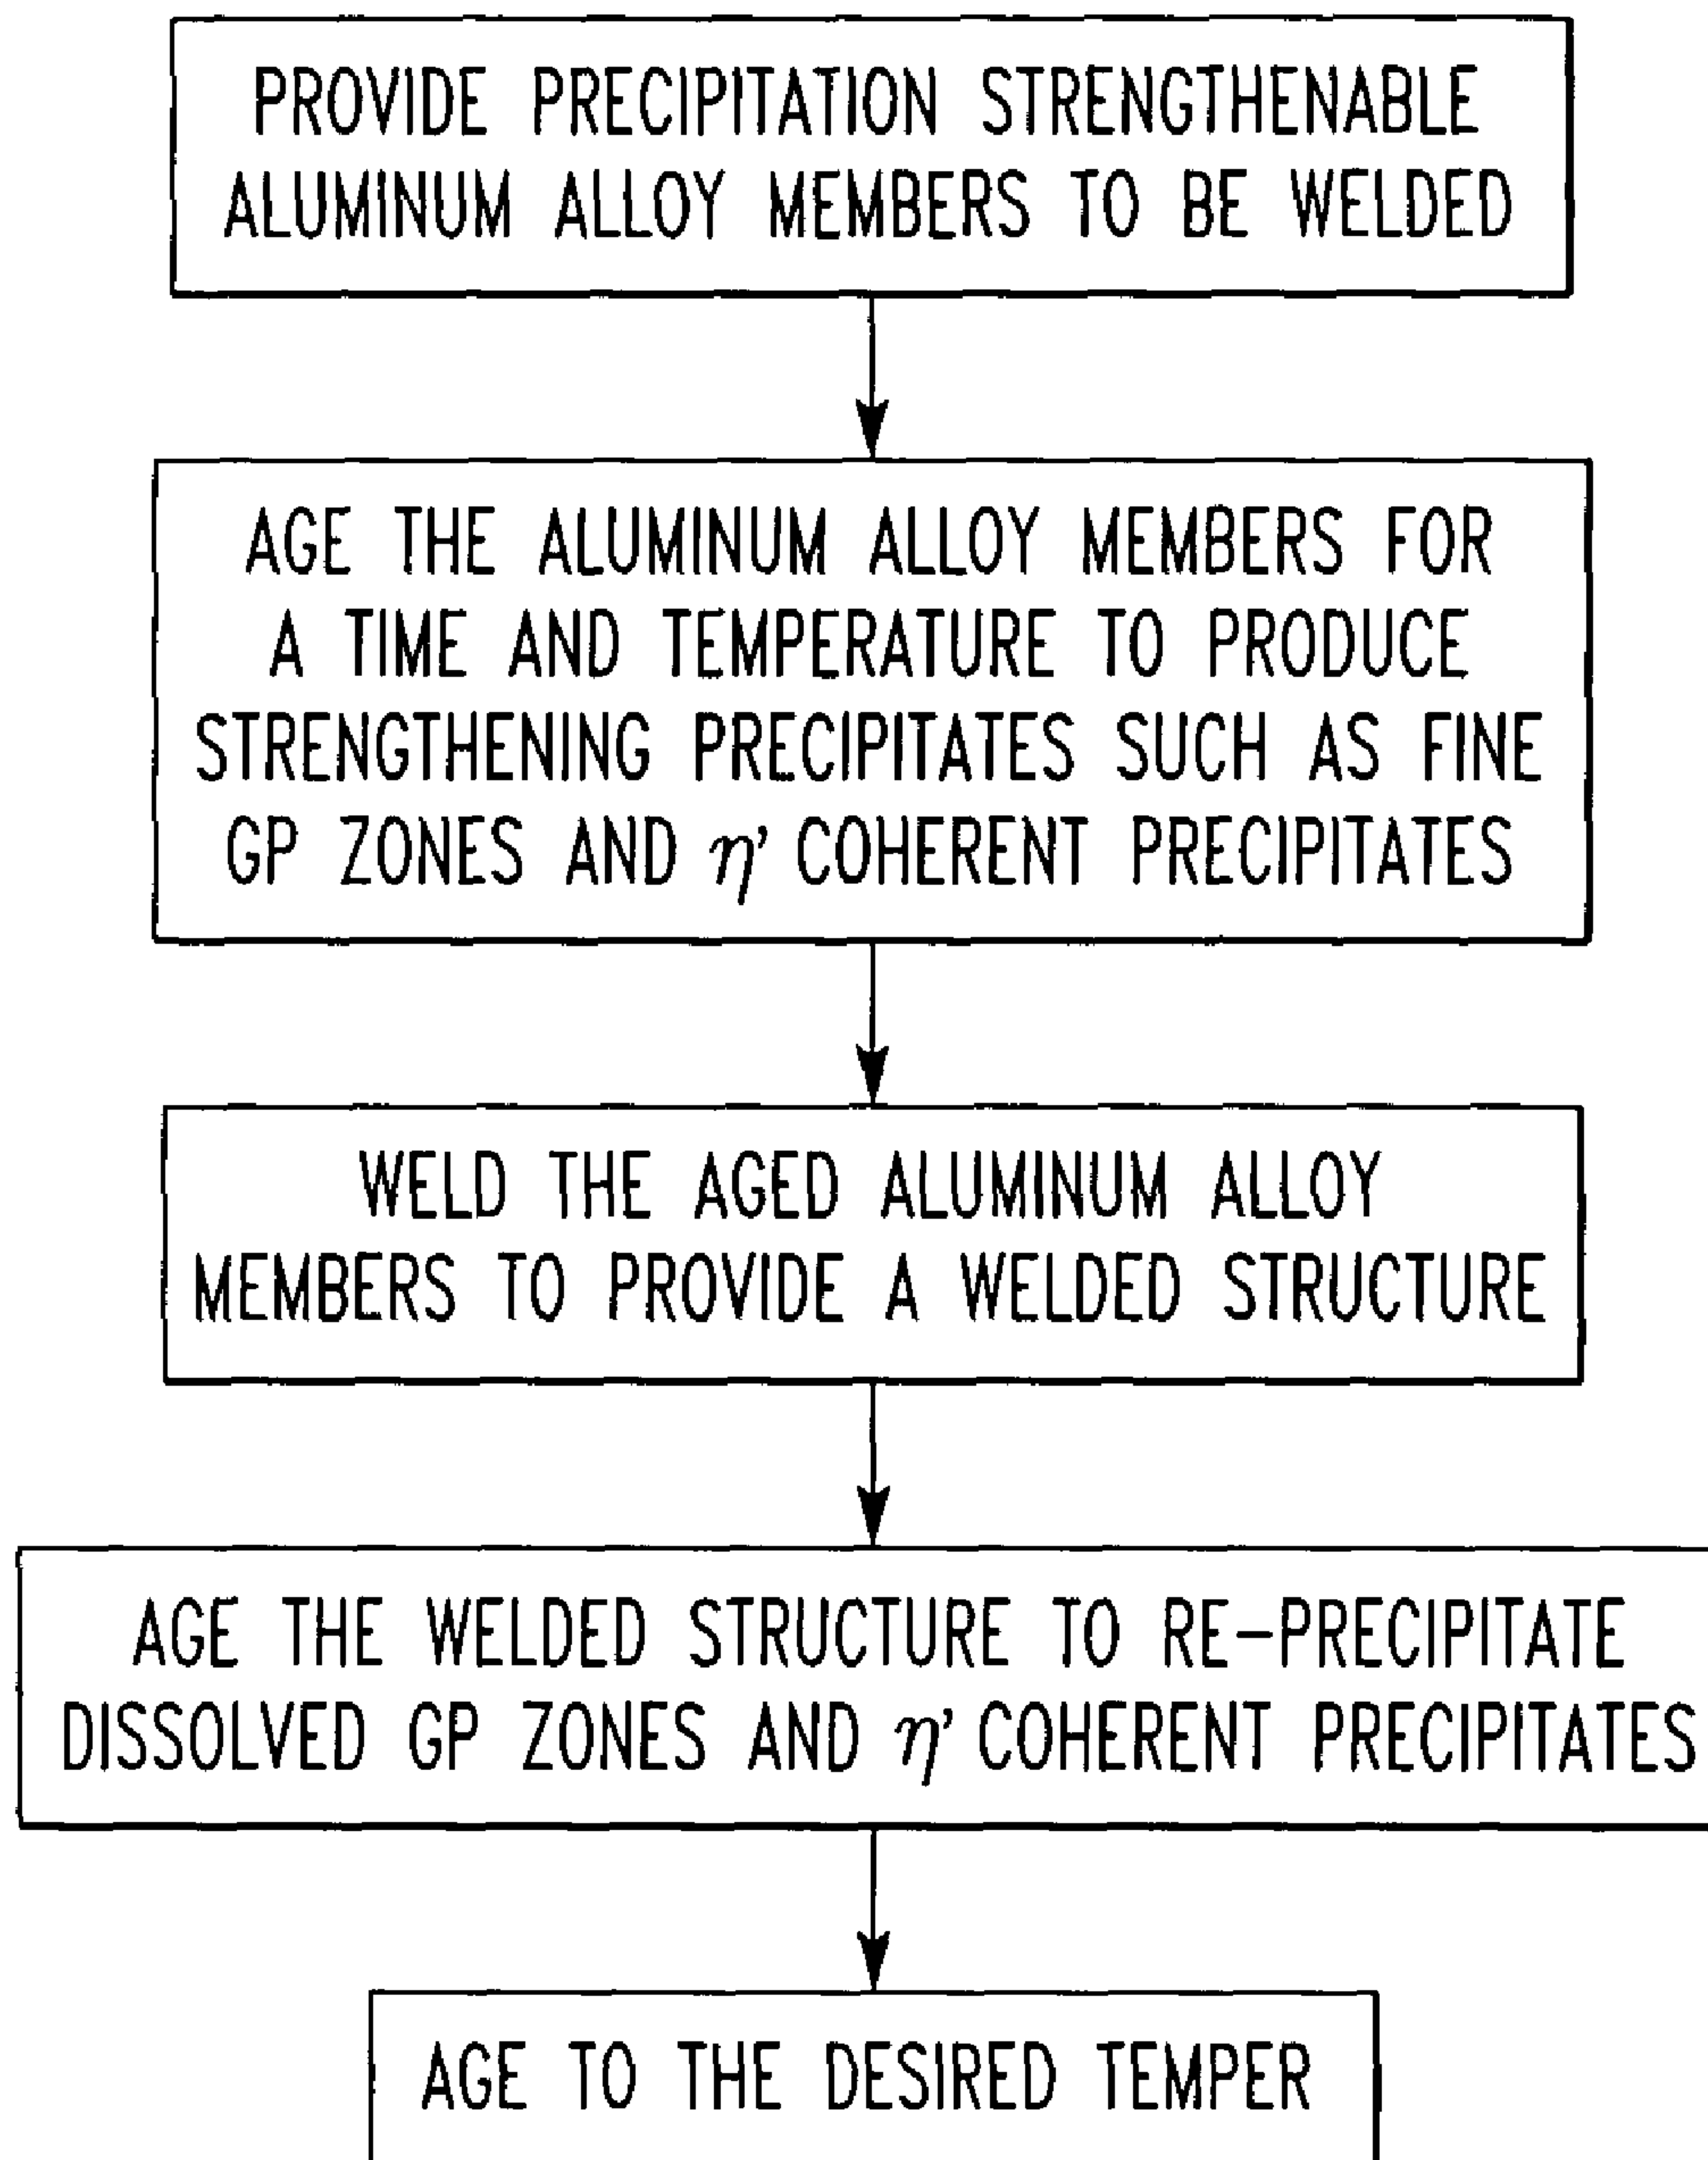 PROVIDE PRECIPITATION STRENGTHENABLE
ALUMINUM ALLOY MEMBERS TO BE WELDED
AGE THE ALUMINUM ALLOY MEMBERS FOR
A TIME AND TEMPERATURE TO PRODUCE
STRENGTHENING PRECIPITATES SUCH AS FINE
GP ZONES AND η' COHERENT PRECIPITATES
WELD THE AGED ALUMINUM ALLOY
MEMBERS TO PROVIDE A WELDED STRUCTURE
AGE THE WELDED STRUCTURE TO RE-PRECIPITATE
DISSOLVED GP ZONES AND η' COHERENT PRECIPITATES
AGE TO THE DESIRED TEMPER